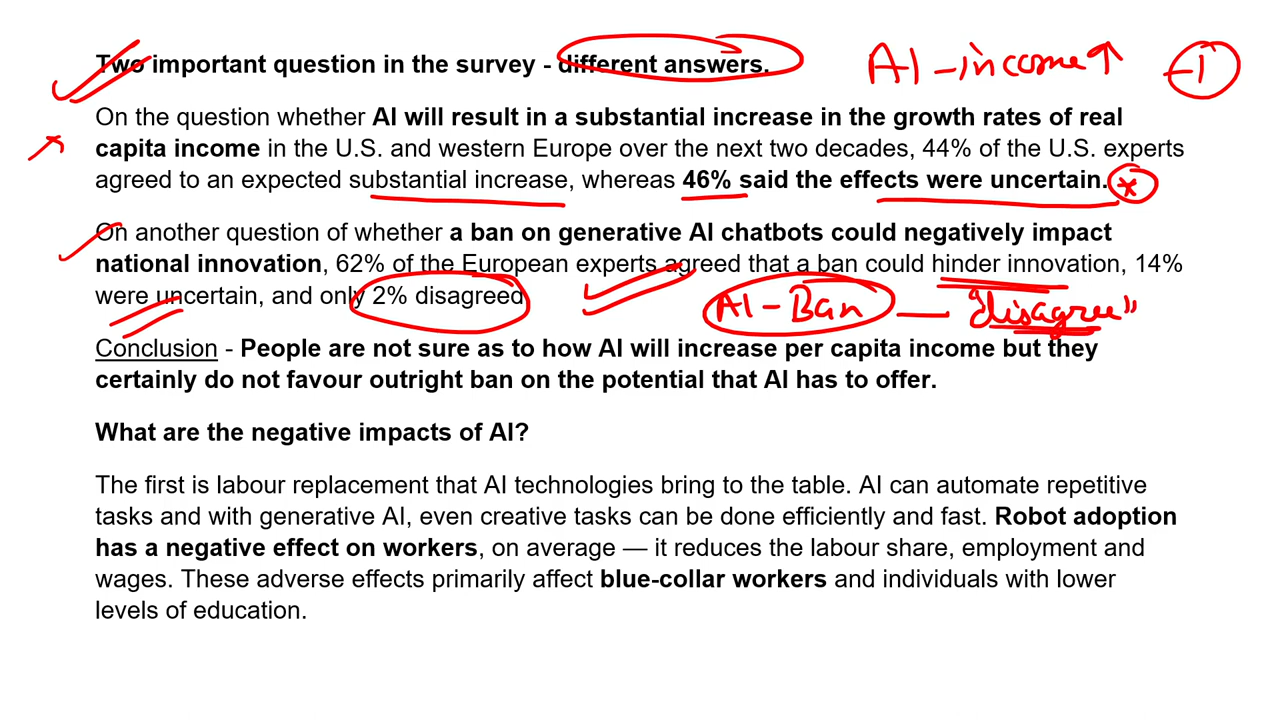 Two important question in the survey - different answers.
AI - income ↑
On the question whether AI will result in a substantial increase in the growth rates of real
capita income in the U.S. and western Europe over the next two decades, 44% of the U.S. experts
agreed to an expected substantial increase, whereas 46% said the effects were uncertain.
On another question of whether a ban on generative AI chatbots could negatively impact
national innovation, 62% of the European experts agreed that a ban could hinder innovation, 14%
were uncertain, and only 2% disagreed
AI - Ban — "disagree"
Conclusion - People are not sure as to how AI will increase per capita income but they
certainly do not favour outright ban on the potential that AI has to offer.
What are the negative impacts of AI?
The first is labour replacement that AI technologies bring to the table. AI can automate repetitive
tasks and with generative AI, even creative tasks can be done efficiently and fast. Robot adoption
has a negative effect on workers, on average — it reduces the labour share, employment and
wages. These adverse effects primarily affect blue-collar workers and individuals with lower
levels of education.